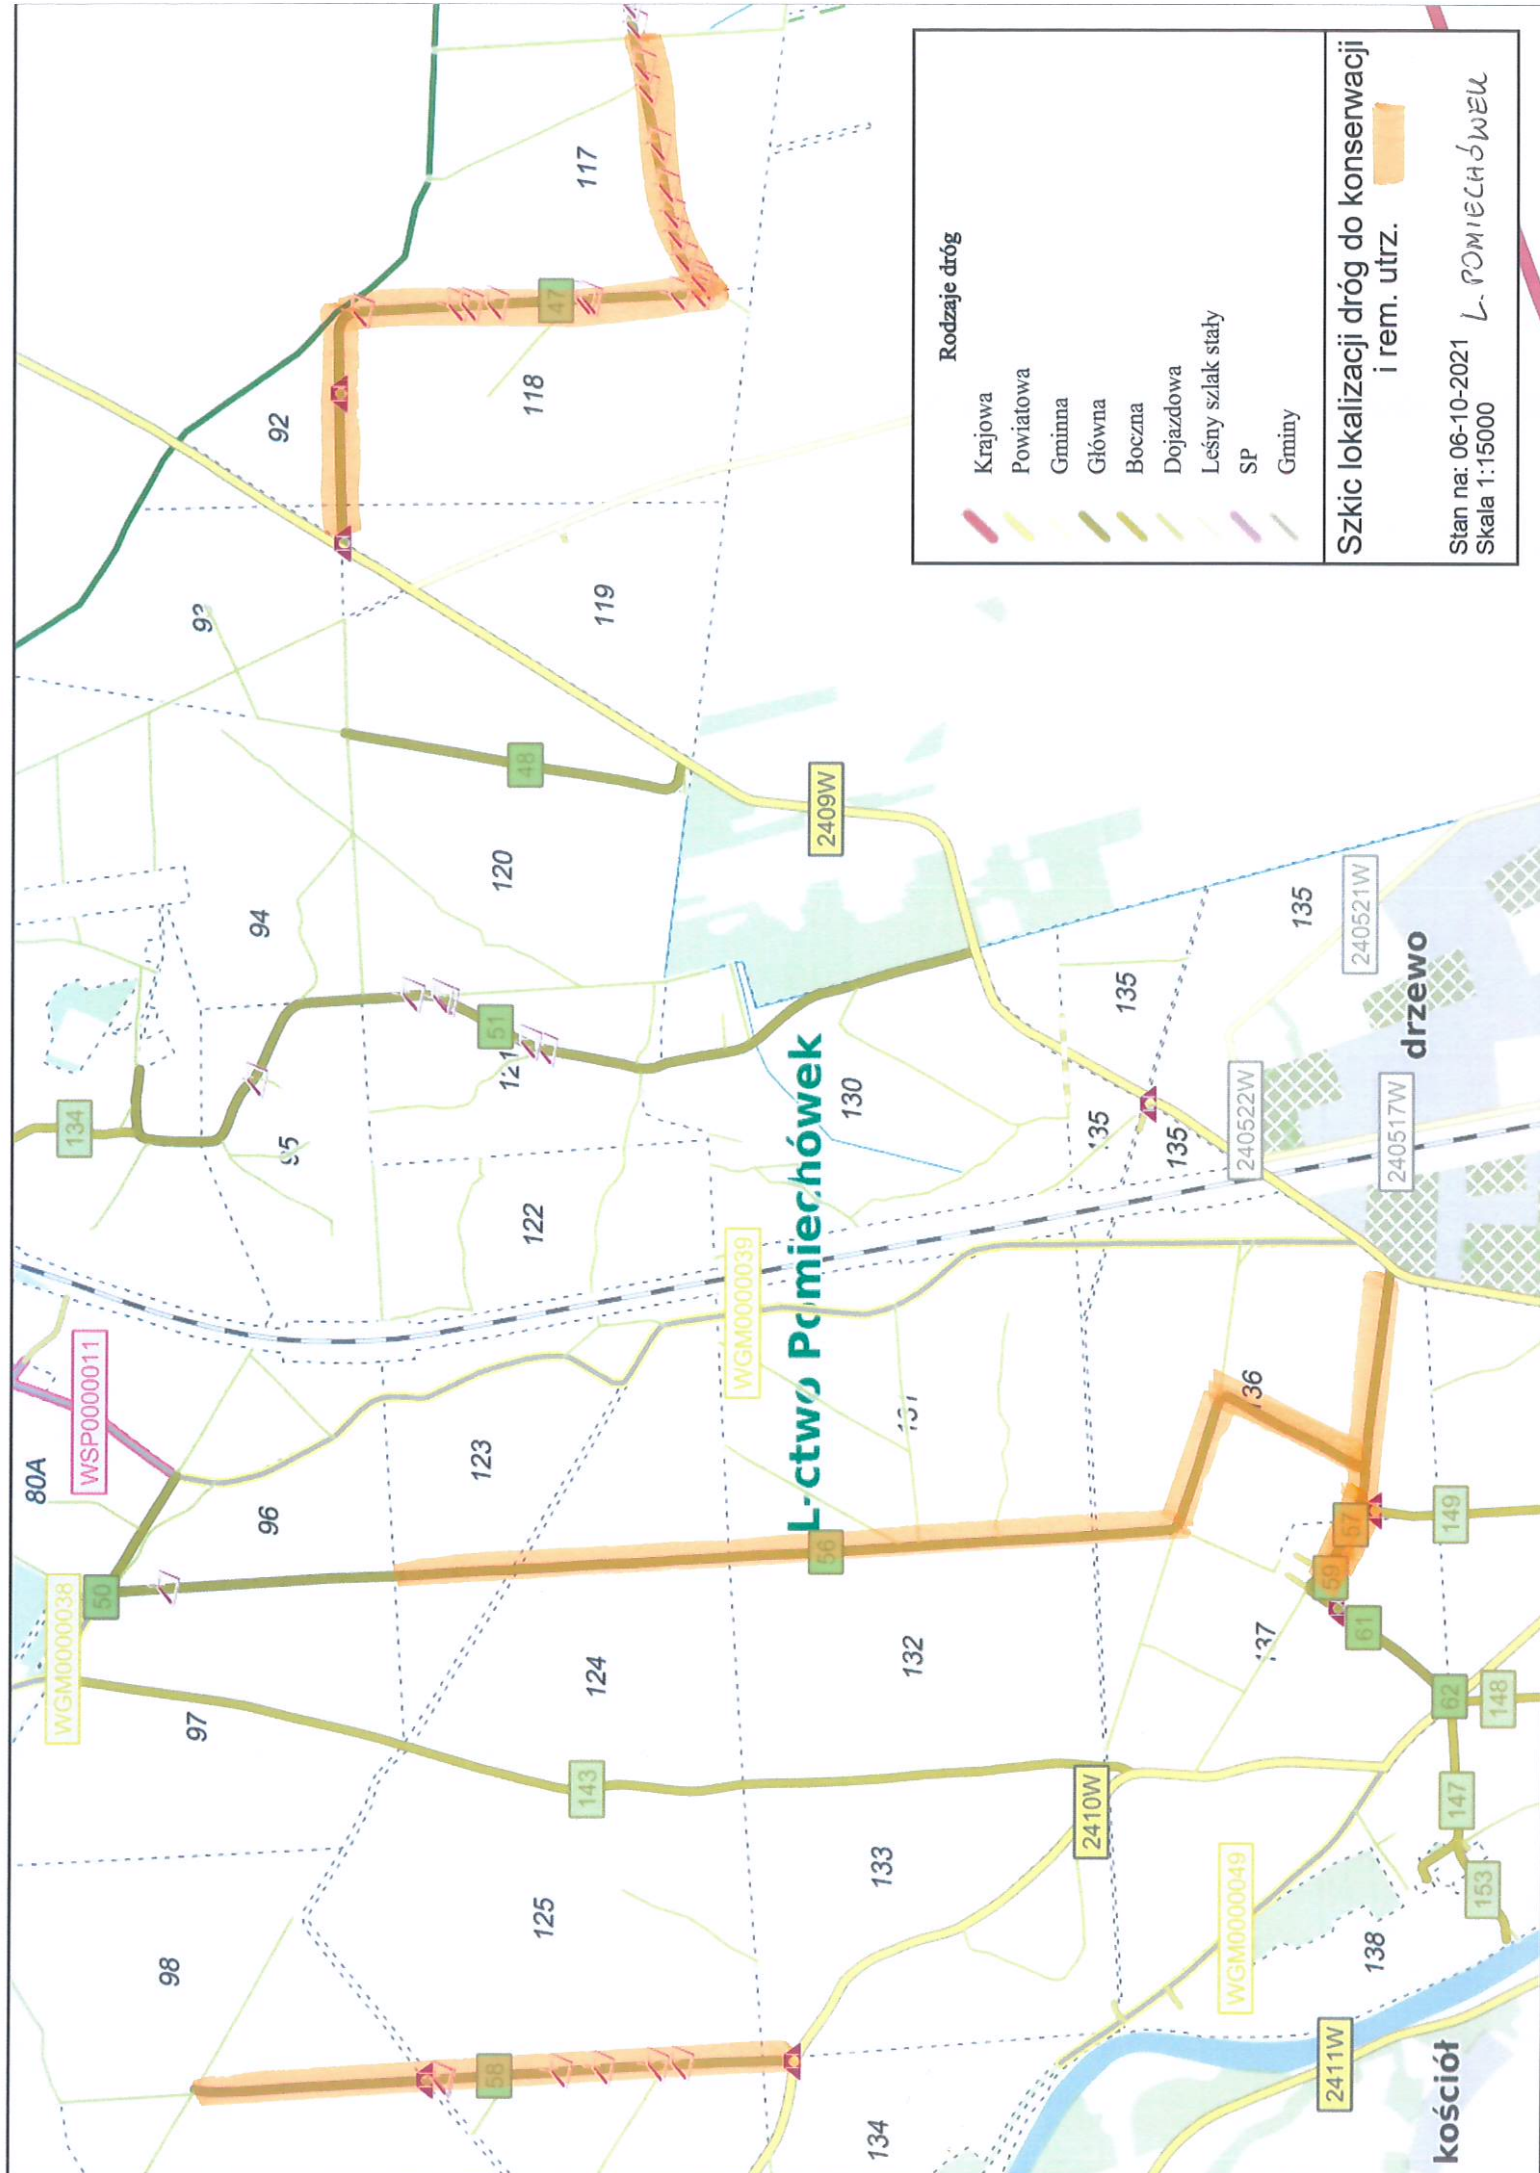 Rodzaje dróg
Krajowa
Powiatowa
Gminna
Główna
Boczna
Dojazdowa
Leśny szlak stały
SP
Gminy
Szkic lokalizacji dróg do konserwacji
i rem. utrz.
Stan na: 06-10-2021
Skala 1:15000
L. POMIECHÓWEK
80A
WSP0000011
WGM0000038
50
134
98
97
96
95
94
93
92
58
125
143
124
123
122
121
51
120
48
119
118
47
117
WGM0000039
L-ctwo Pomiechówek
134
133
132
56
131
130
2409W
2410W
WGM0000049
137
136
135
135
135
135
240522W
240521W
240517W
drzewo
59
57
61
62
149
148
147
153
138
2411W
kościół